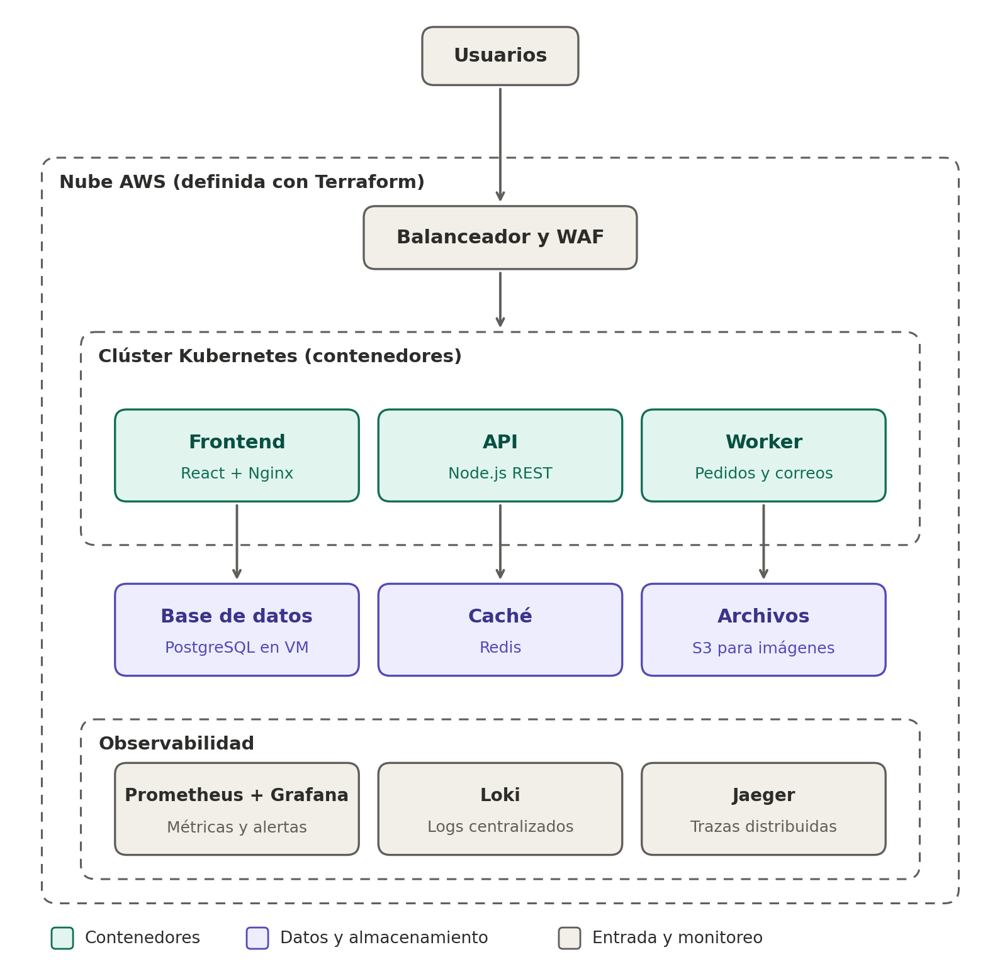 Usuarios
Nube AWS (definida con Terraform)
Balanceador y WAF
Clúster Kubernetes (contenedores)
Frontend
React + Nginx
API
Node.js REST
Worker
Pedidos y correos
Base de datos
PostgreSQL en VM
Caché
Redis
Archivos
S3 para imágenes
Observabilidad
Prometheus + Grafana
Métricas y alertas
Loki
Logs centralizados
Jaeger
Trazas distribuidas
Contenedores
Datos y almacenamiento
Entrada y monitoreo